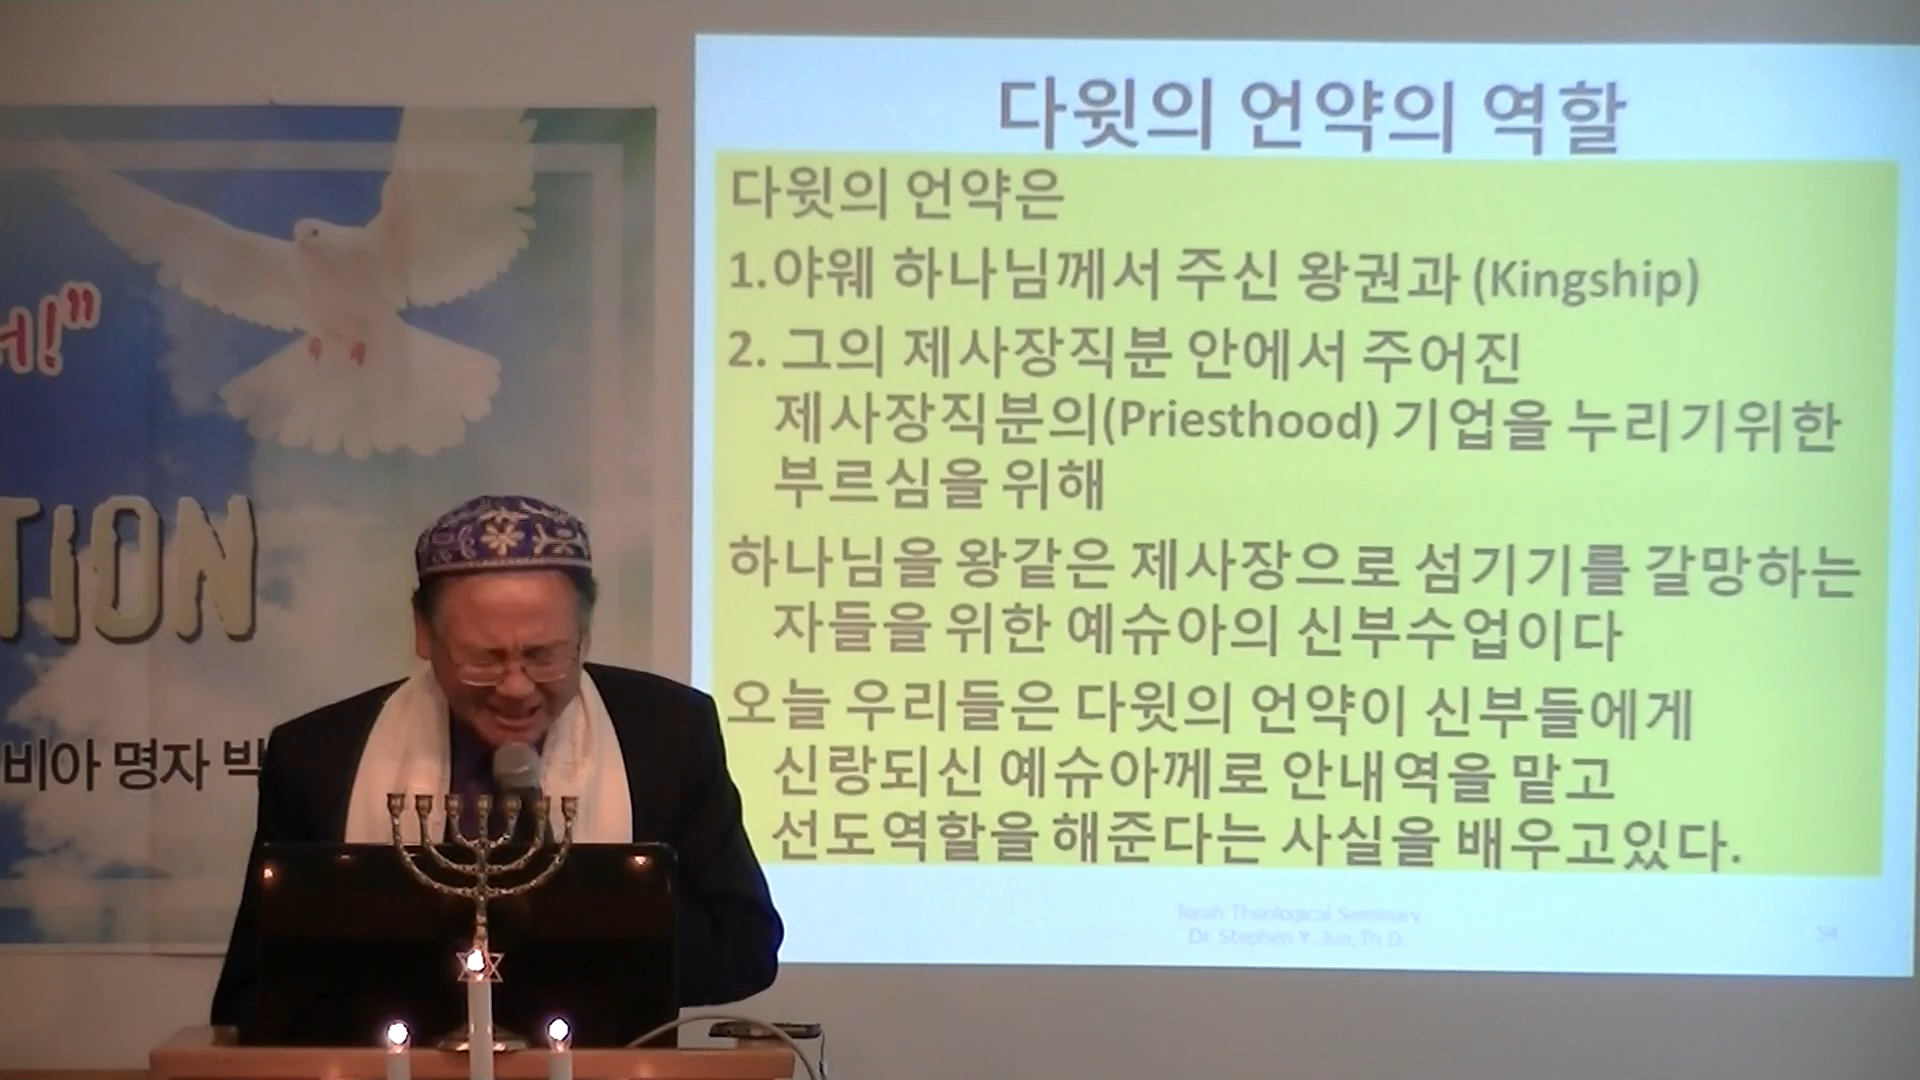 다윗의 언약의 역할
다윗의 언약은
1.야웨 하나님께서 주신 왕권과 (Kingship)
2. 그의 제사장직분 안에서 주어진
제사장직분의(Priesthood) 기업을 누리기위한
부르심을 위해
하나님을 왕같은 제사장으로 섬기기를 갈망하는
자들을 위한 예슈아의 신부수업이다
오늘 우리들은 다윗의 언약이 신부들에게
신랑되신 예슈아께로 안내역을 맡고
선도역할을 해준다는 사실을 배우고있다.
Torah Theological Seminary
Dr. Stephen Y. Jun, Th.D.
54
!"
TION
비아 명자 박